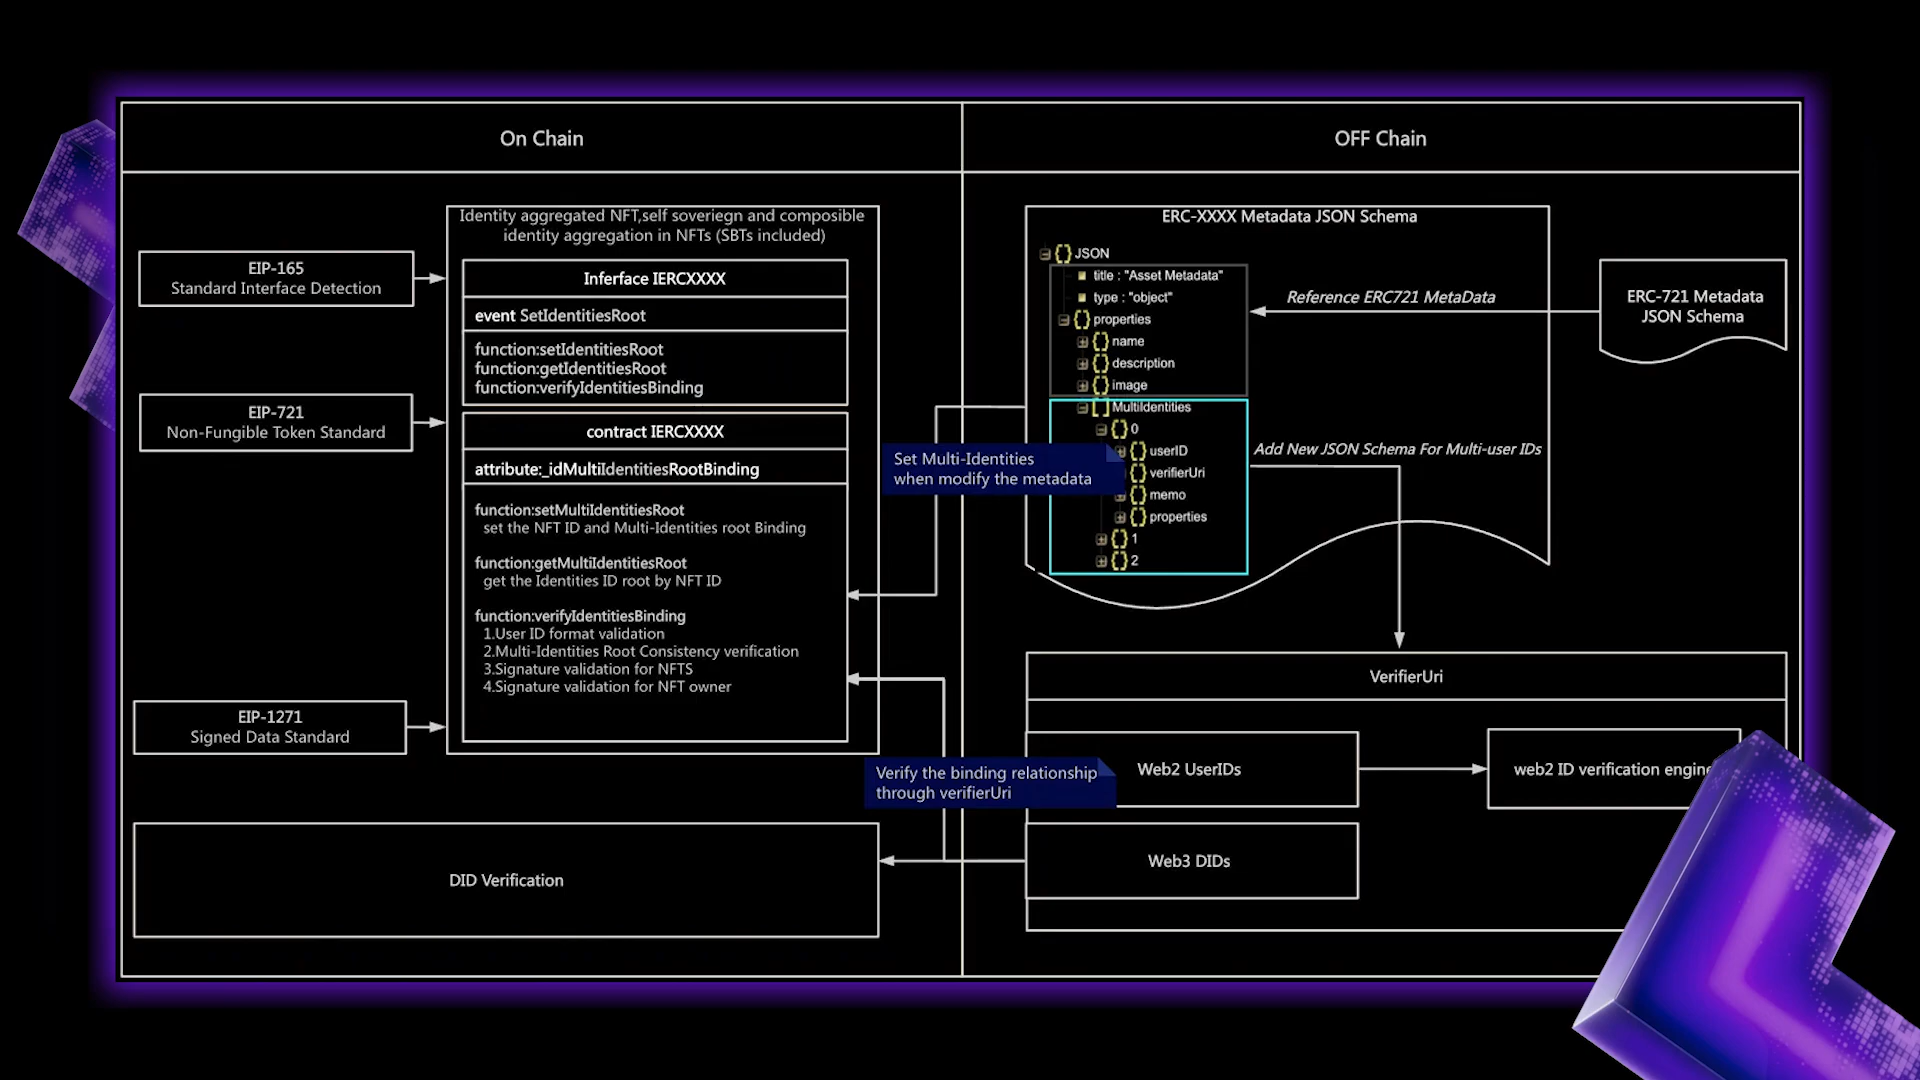 On Chain
OFF Chain
EIP-165
Standard Interface Detection
EIP-721
Non-Fungible Token Standard
EIP-1271
Signed Data Standard
Identity aggregated NFT,self soveriegn and composible
identity aggregation in NFTs (SBTs included)
Inferface IERCXXXX
event SetIdentitiesRoot
function:setIdentitiesRoot
function:getIdentitiesRoot
function:verifyIdentitiesBinding
contract IERCXXXX
attribute:_idMultiIdentitiesRootBinding
function:setMultiIdentitiesRoot
set the NFT ID and Multi-Identities root Binding
function:getMultiIdentitiesRoot
get the Identities ID root by NFT ID
function:verifyIdentitiesBinding
1.User ID format validation
2.Multi-Identities Root Consistency verification
3.Signature validation for NFTS
4.Signature validation for NFT owner
DID Verification
Set Multi-Identities
when modify the metadata
Verify the binding relationship
through verifierUri
ERC-XXXX Metadata JSON Schema
JSON
title : "Asset Metadata"
type : "object"
properties
name
description
image
MultiIdentities
0
userID
verifierUri
memo
properties
1
2
Reference ERC721 MetaData
ERC-721 Metadata
JSON Schema
Add New JSON Schema For Multi-user IDs
VerifierUri
Web2 UserIDs
web2 ID verification engine
Web3 DIDs